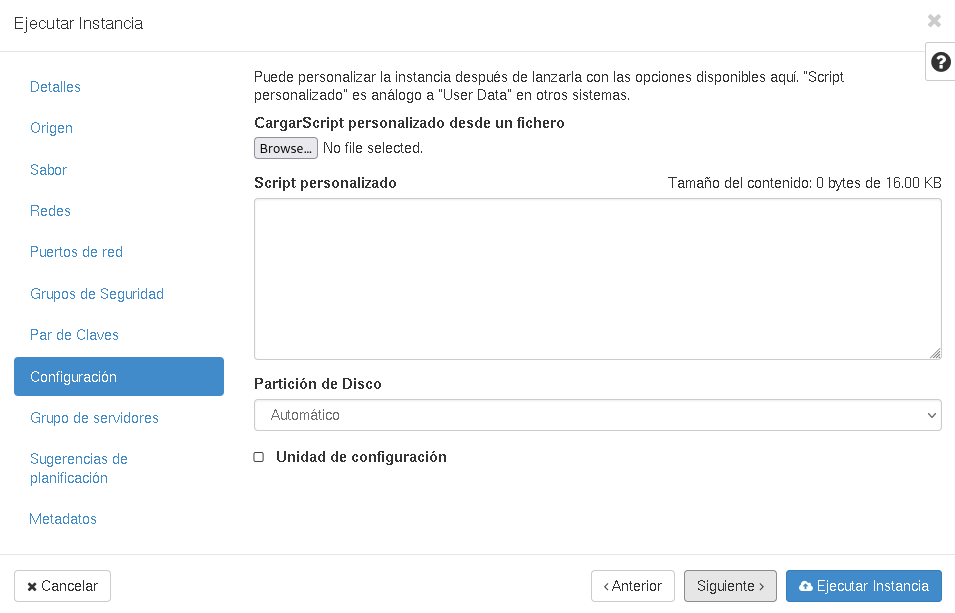 Ejecutar Instancia
Detalles
Origen
Sabor
Redes
Puertos de red
Grupos de Seguridad
Par de Claves
Configuración
Grupo de servidores
Sugerencias de
planificación
Metadatos
Puede personalizar la instancia después de lanzarla con las opciones disponibles aquí. "Script
personalizado" es análogo a "User Data" en otros sistemas.
CargarScript personalizado desde un fichero
Browse... No file selected.
Script personalizado Tamaño del contenido: 0 bytes de 16.00 KB
Partición de Disco
Automático
Unidad de configuración
Cancelar ‹ Anterior Siguiente › Ejecutar Instancia